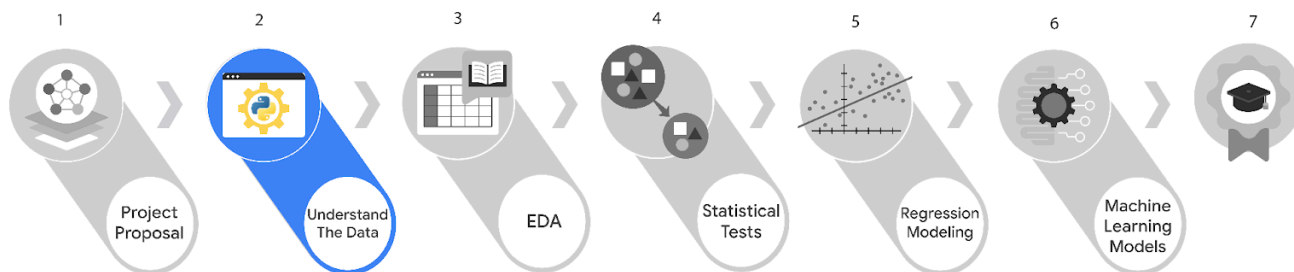 1
2
3
4
5
6
7
Project
Proposal
Understand
The Data
EDA
Statistical
Tests
Regression
Modeling
Machine
Learning
Models